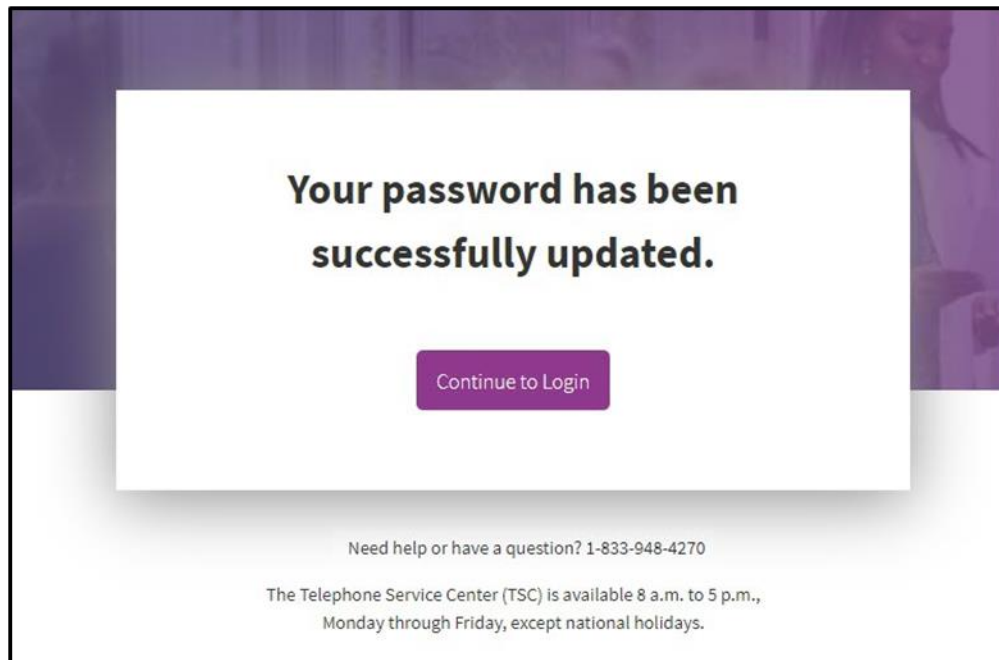 Your password has been
successfully updated.
Continue to Login
Need help or have a question? 1-833-948-4270
The Telephone Service Center (TSC) is available 8 a.m. to 5 p.m.,
Monday through Friday, except national holidays.